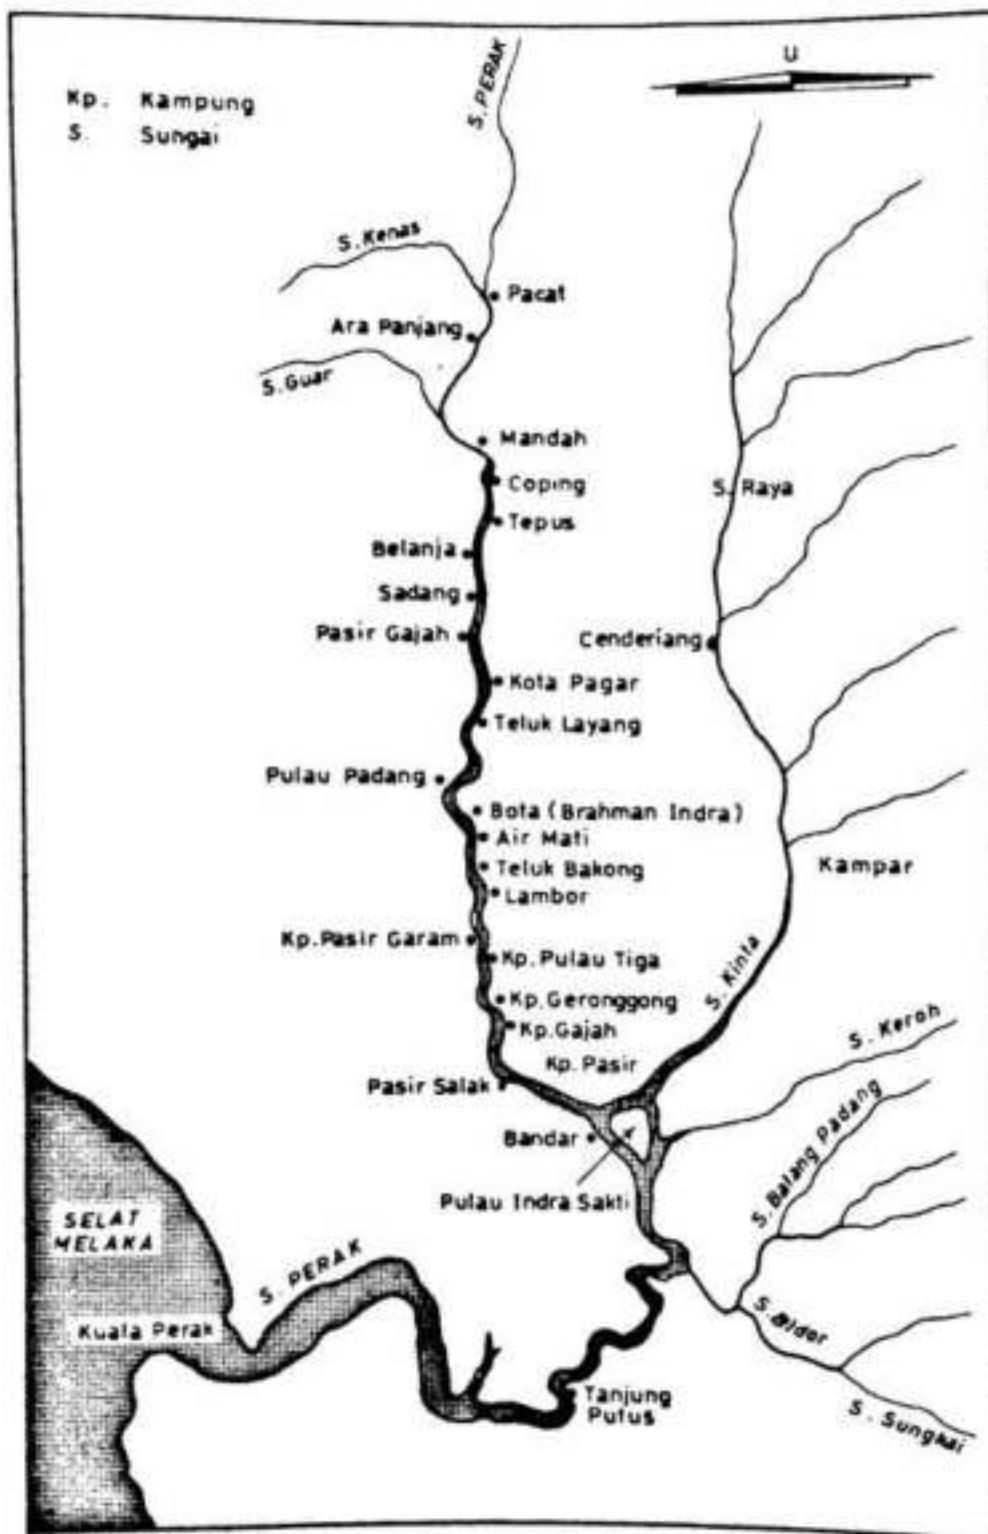 S. PERAK
U
Kp. Kampung
S. Sungai
S. Kenas
Pacat
Ara Panjang
S. Guar
Mandah
Coping
S. Raya
Tepus
Belanja
Sadang
Pasir Gajah
Cenderiang
Kota Pagar
Teluk Layang
Pulau Padang
Bota (Brahman Indra)
Air Mati
Teluk Bakong
Kampar
Lambor
Kp. Pasir Garam
Kp. Pulau Tiga
S. Kinta
Kp. Geronggong
Kp. Gajah
S. Keroh
Kp. Pasir
Pasir Salak
Bandar
S. Balang Padang
Pulau Indra Sakti
SELAT
MELAKA
S. PERAK
Kuala Perak
S. Bidor
Tanjung
Putus
S. Sungkai